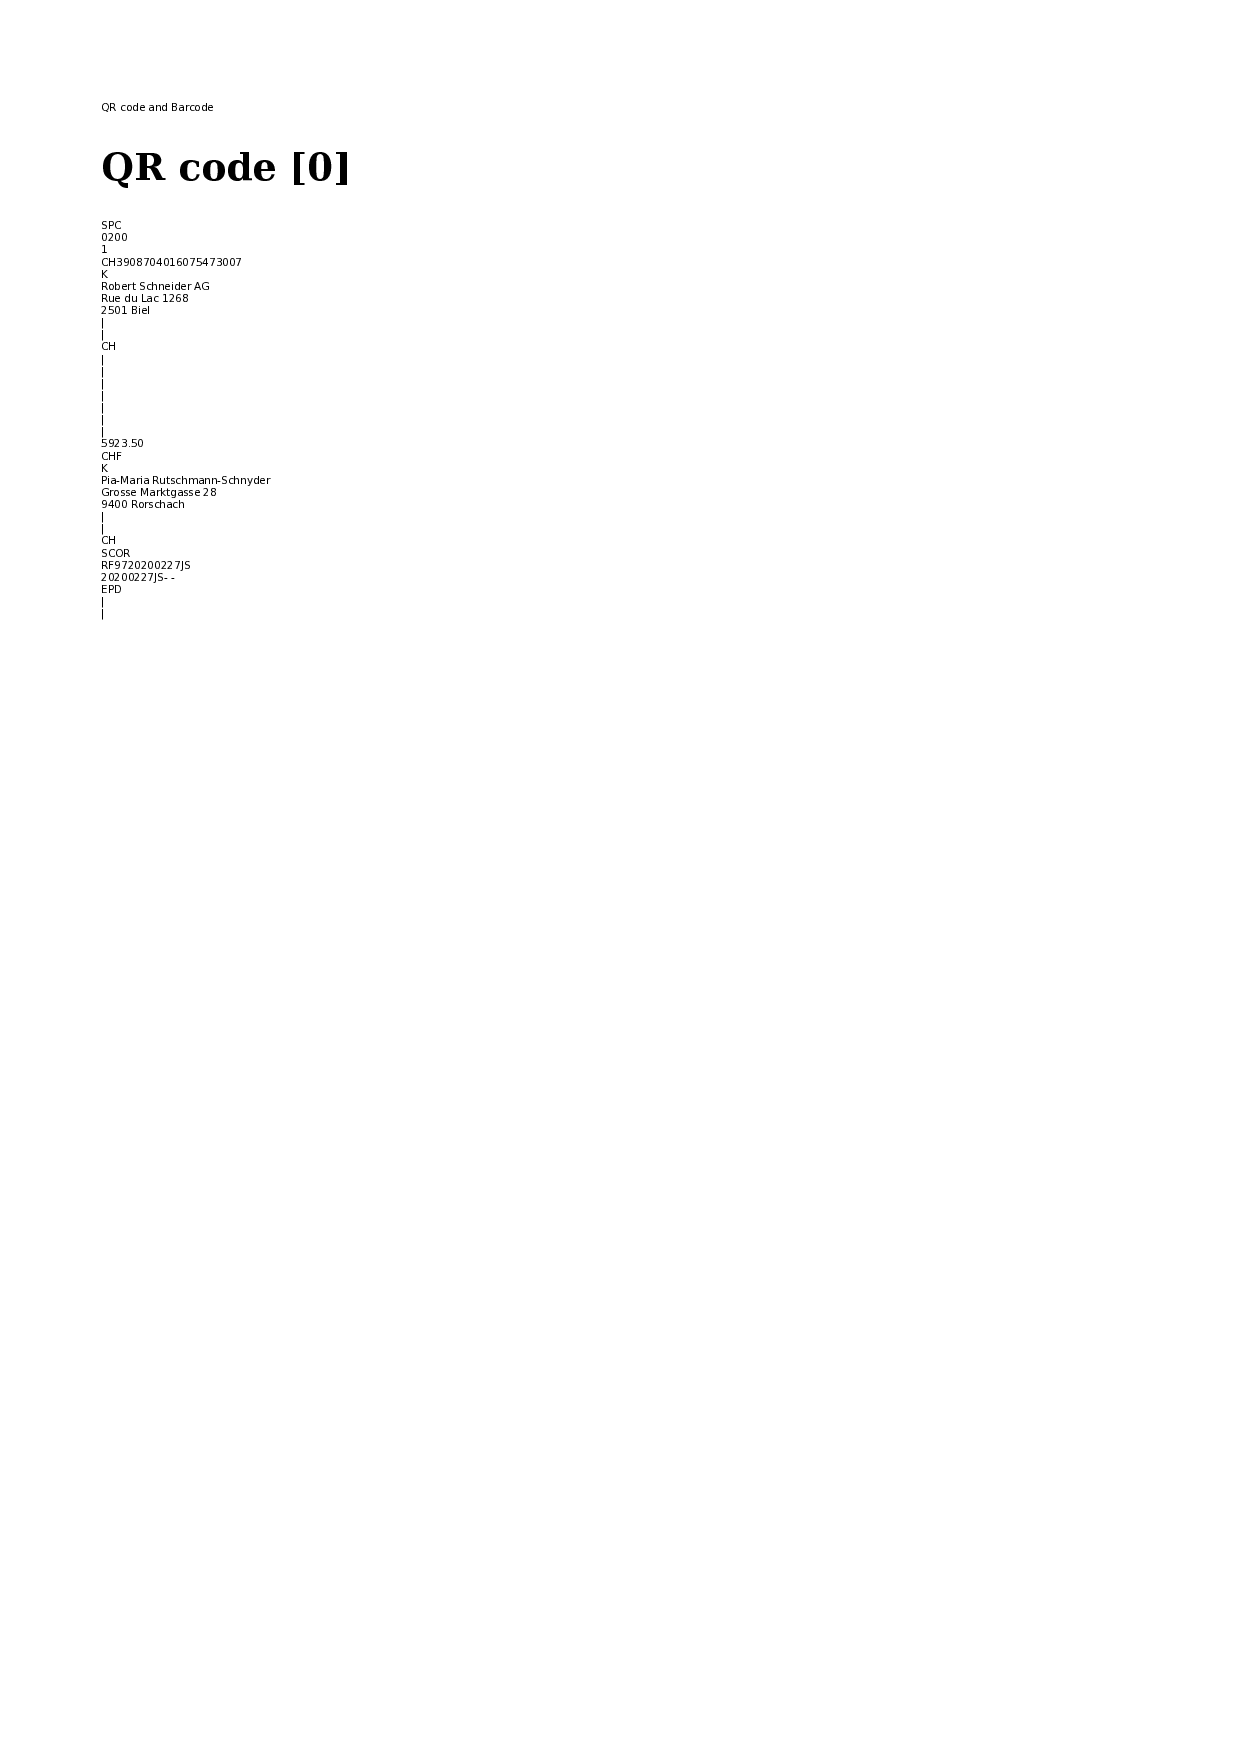 QR code and Barcode
QR code [0]
SPC
0200
1
CH3908704016075473007
K
Robert Schneider AG
Rue du Lac 1268
2501 Biel
|
|
CH
|
|
|
|
|
|
|
5923.50
CHF
K
Pia-Maria Rutschmann-Schnyder
Grosse Marktgasse 28
9400 Rorschach
|
|
CH
SCOR
RF9720200227JS
20200227JS- -
EPD
|
|